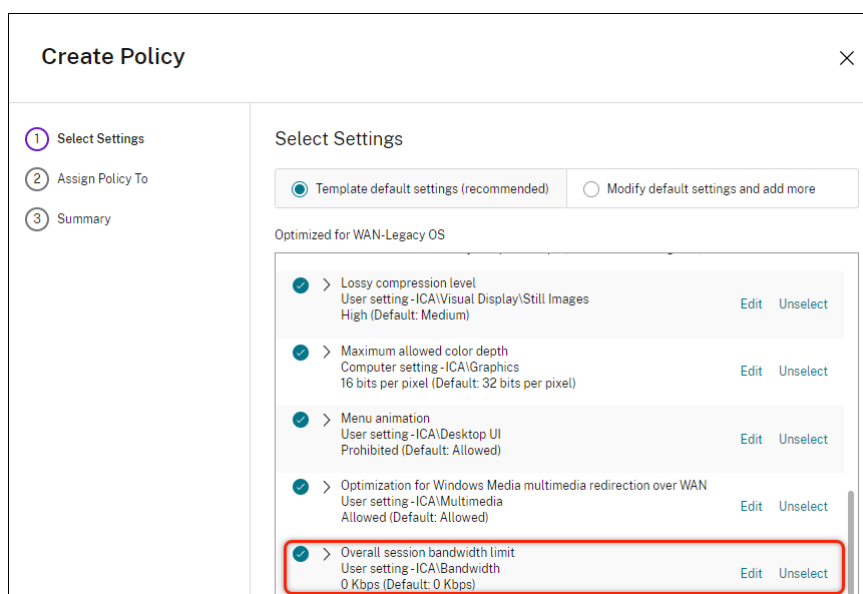 Create Policy
1 Select Settings
2 Assign Policy To
3 Summary
Select Settings
Template default settings (recommended)
Modify default settings and add more
Optimized for WAN-Legacy OS
Lossy compression level
User setting - ICA\Visual Display\Still Images
High (Default: Medium)
Edit Unselect
Maximum allowed color depth
Computer setting - ICA\Graphics
16 bits per pixel (Default: 32 bits per pixel)
Edit Unselect
Menu animation
User setting - ICA\Desktop UI
Prohibited (Default: Allowed)
Edit Unselect
Optimization for Windows Media multimedia redirection over WAN
User setting - ICA\Multimedia
Allowed (Default: Allowed)
Edit Unselect
Overall session bandwidth limit
User setting - ICA\Bandwidth
0 Kbps (Default: 0 Kbps)
Edit Unselect